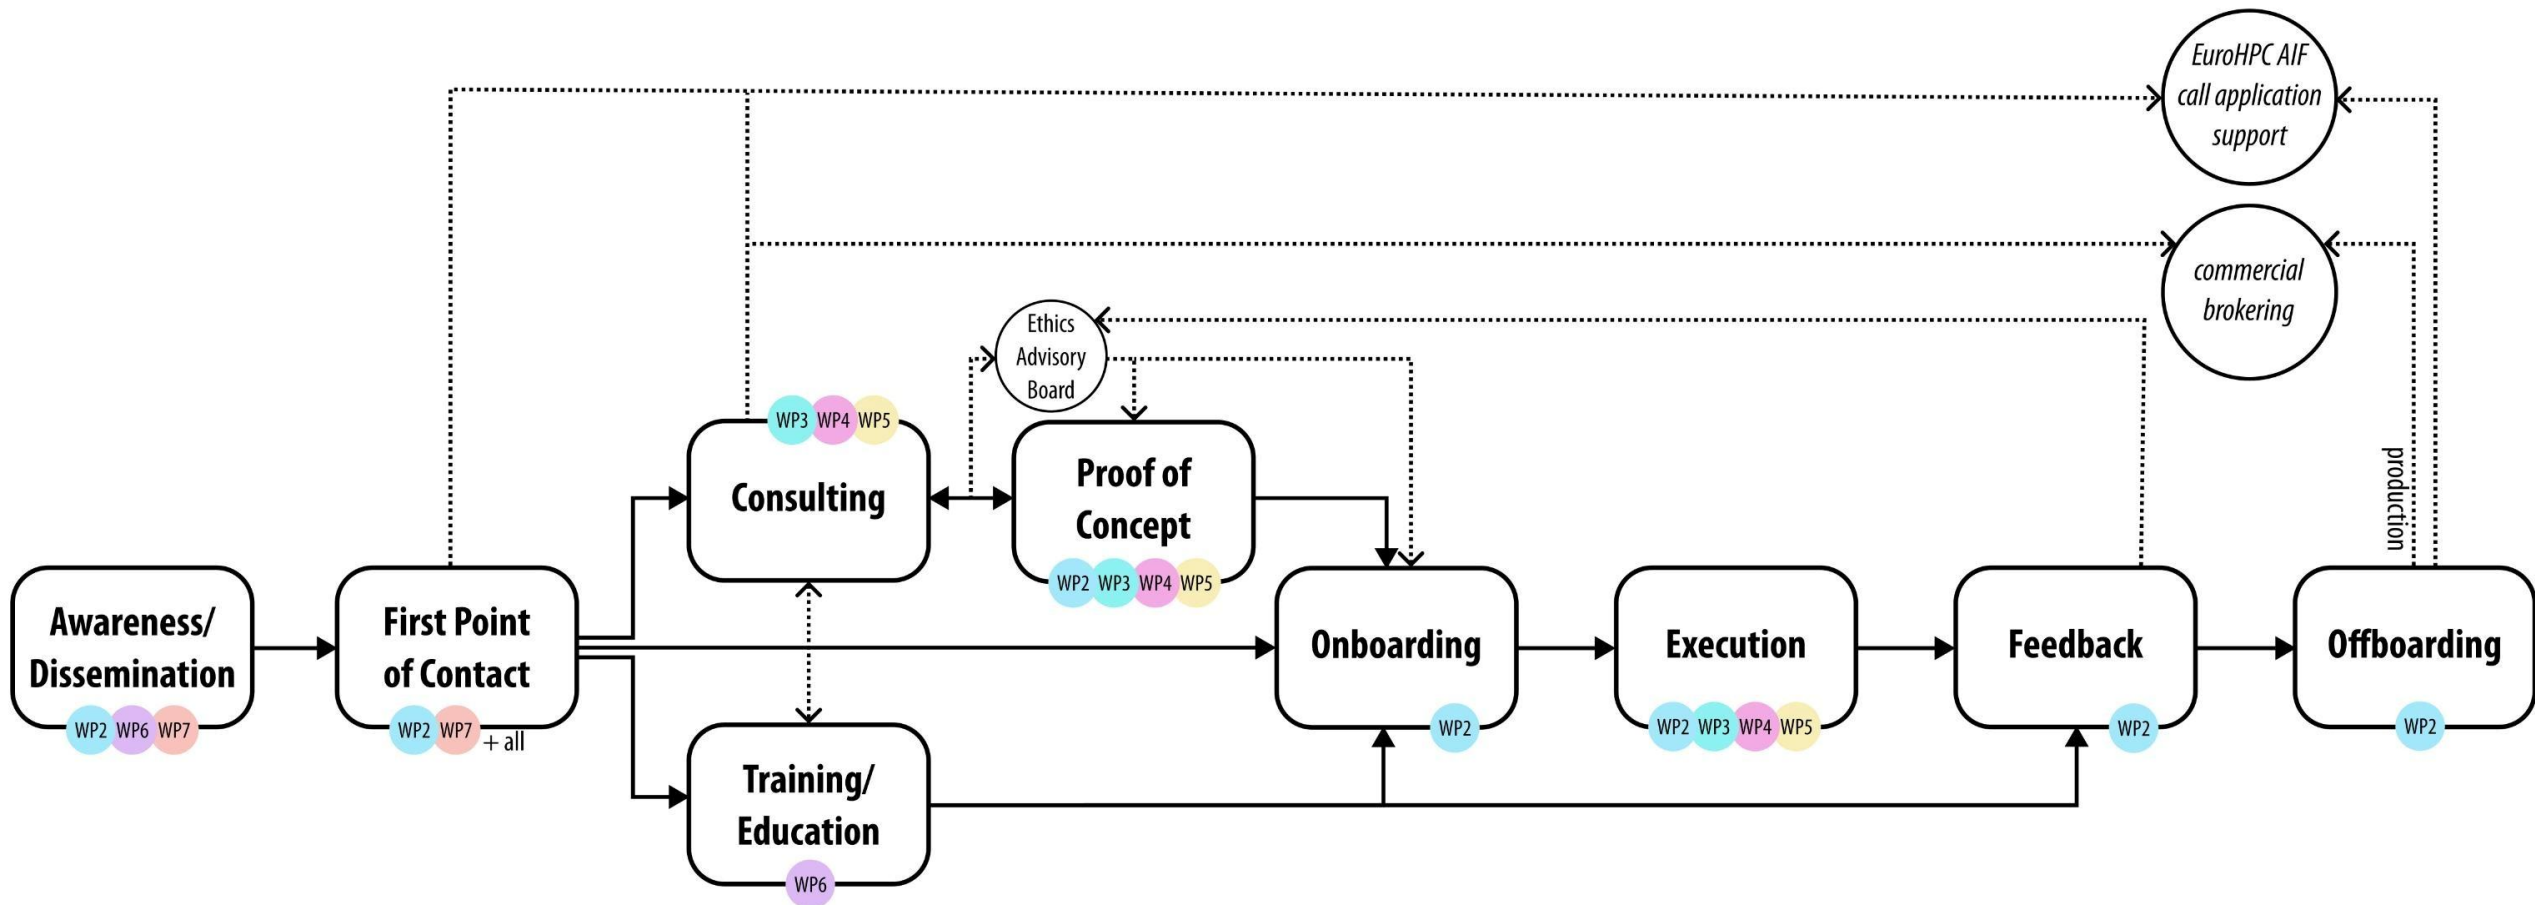 EuroHPC AIF
call application
support
commercial
brokering
Ethics
Advisory
Board
WP3 WP4 WP5
Consulting
Proof of
Concept
WP2 WP3 WP4 WP5
production
Awareness/
Dissemination
WP2 WP6 WP7
First Point
of Contact
WP2 WP7 + all
Training/
Education
WP6
Onboarding
WP2
Execution
WP2 WP3 WP4 WP5
Feedback
WP2
Offboarding
WP2